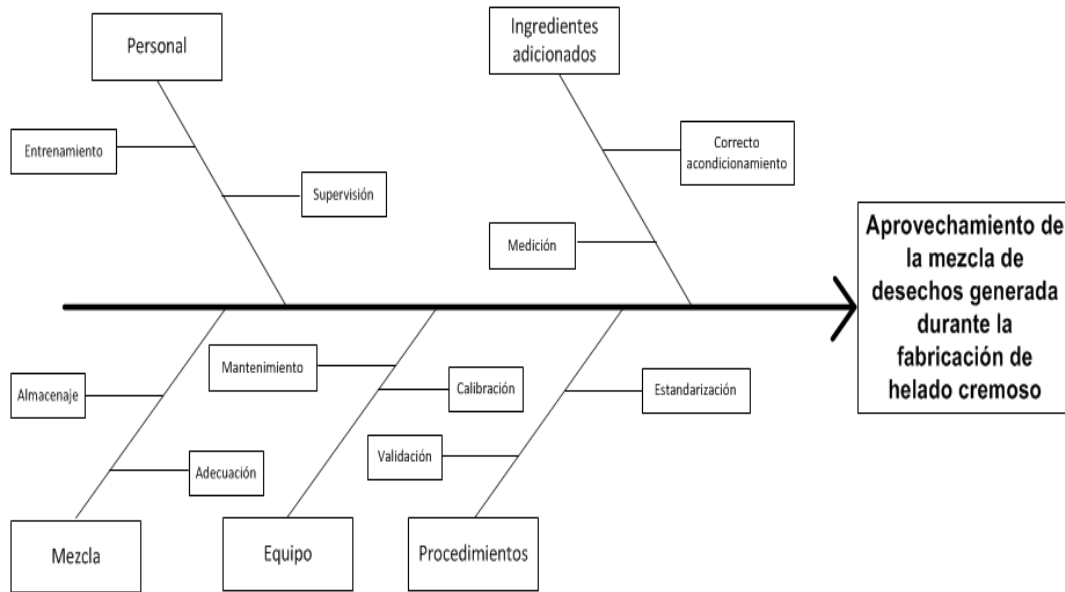 Personal
Ingredientes
adicionados
Entrenamiento
Correcto
acondicionamiento
Supervisión
Medición
Aprovechamiento de
la mezcla de
desechos generada
durante la
fabricación de
helado cremoso
Mantenimiento
Almacenaje
Calibración
Estandarización
Validación
Adecuación
Mezcla
Equipo
Procedimientos